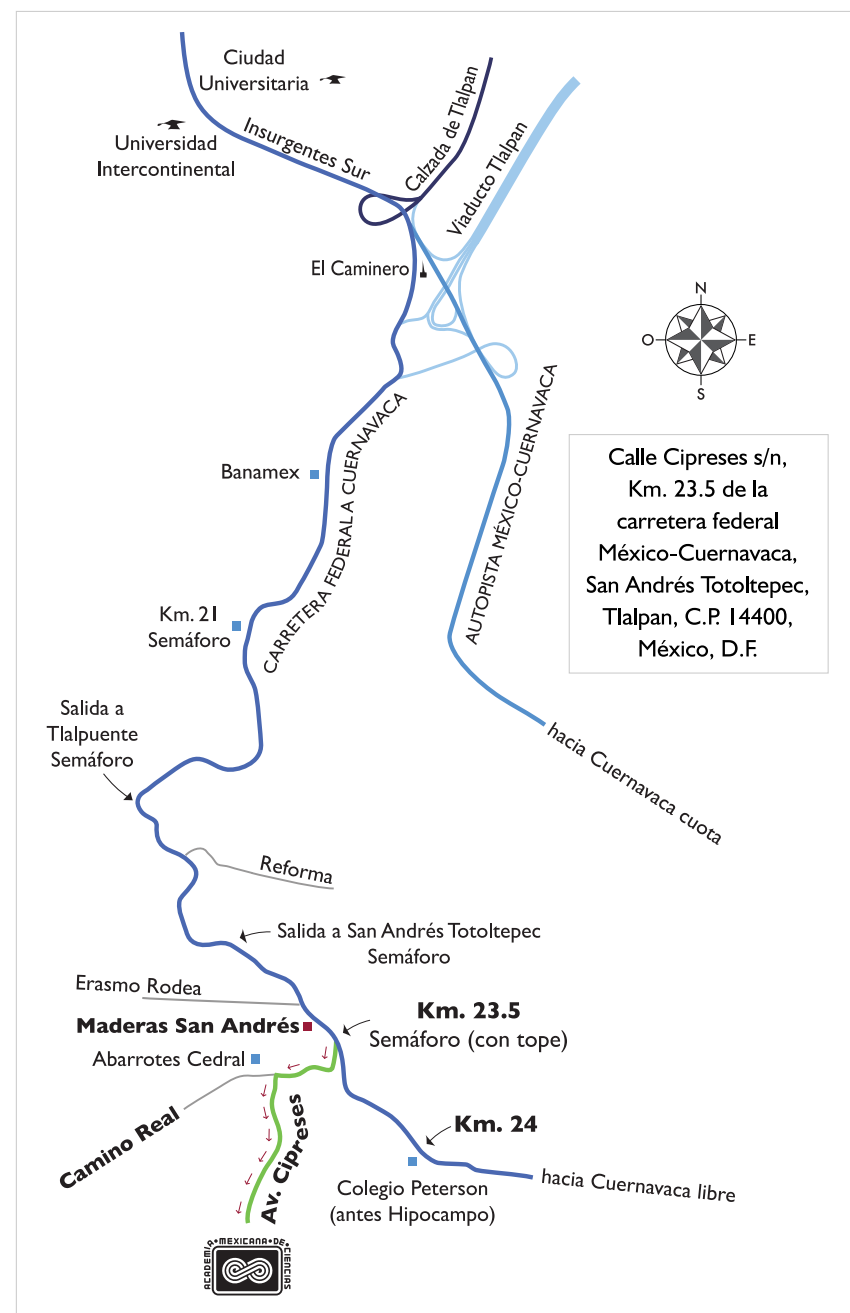 Ciudad
Universitaria
Universidad
Intercontinental
Insurgentes Sur
Calzada de Tlalpan
Viaducto Tlalpan
El Caminero
N
O
E
S
CARRETERA FEDERAL A CUERNAVACA
AUTOPISTA MÉXICO-CUERNAVACA
Banamex
Calle Cipreses s/n,
Km. 23.5 de la
carretera federal
México-Cuernavaca,
San Andrés Totoltepec,
Tlalpan, C.P. 14400,
México, D.F.
Km. 21
Semáforo
Salida a
Tlalpuente
Semáforo
hacia Cuernavaca cuota
Reforma
Salida a San Andrés Totoltepec
Semáforo
Erasmo Rodea
Maderas San Andrés
Km. 23.5
Semáforo (con tope)
Abarrotes Cedral
Camino Real
Av. Cipreses
Km. 24
Colegio Peterson
(antes Hipocampo)
hacia Cuernavaca libre
ACADEMIA•MEXICANA•DE•CIENCIAS